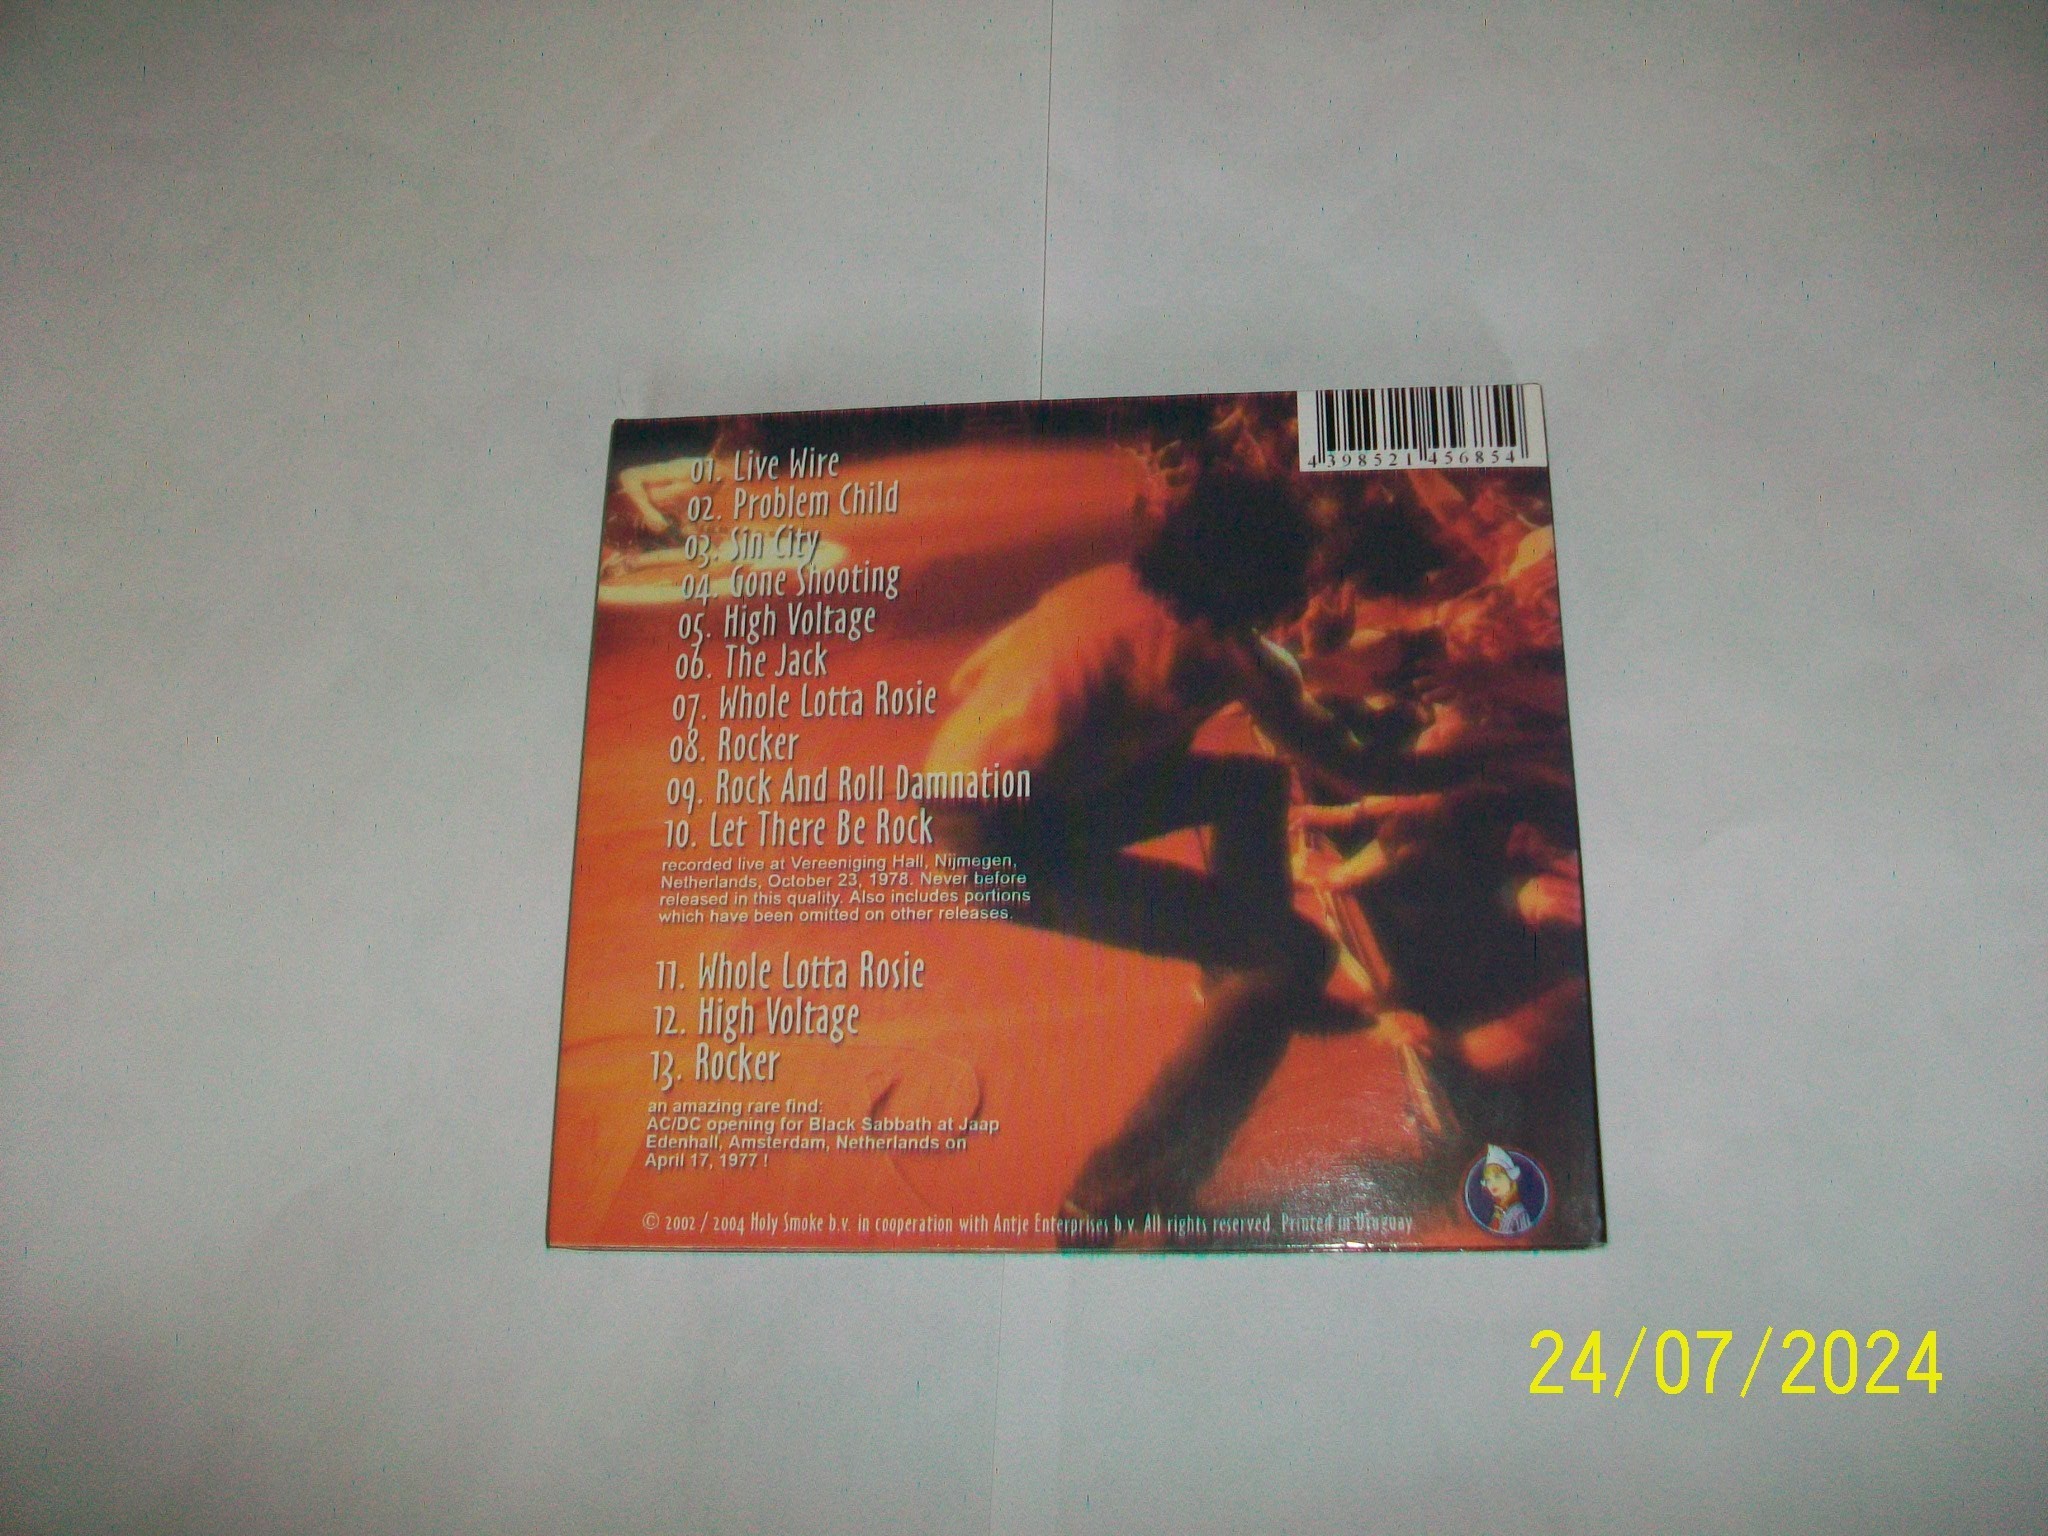 4 398521 456854
01. Live Wire
02. Problem Child
03. Sin City
04. Gone Shooting
05. High Voltage
06. The Jack
07. Whole Lotta Rosie
08. Rocker
09. Rock And Roll Damnation
10. Let There Be Rock
recorded live at Vereeniging Hall, Nijmegen,
Netherlands, October 23, 1978. Never before
released in this quality. Also includes portions
which have been omitted on other releases.
11. Whole Lotta Rosie
12. High Voltage
13. Rocker
an amazing rare find:
AC/DC opening for Black Sabbath at Jaap
Edenhall, Amsterdam, Netherlands on
April 17, 1977 !
© 2002 / 2004 Holy Smoke b.v. in cooperation with Antje Enterprises b.v. All rights reserved. Printed in Uruguay
24/07/2024